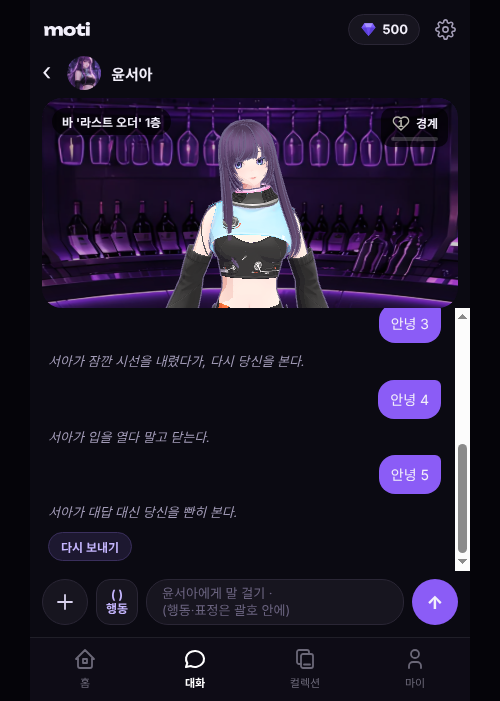 moti
500
윤서아
바 '라스트 오더' 1층
1 경계
안녕 3
서아가 잠깐 시선을 내렸다가, 다시 당신을 본다.
안녕 4
서아가 입을 열다 말고 닫는다.
안녕 5
서아가 대답 대신 당신을 빤히 본다.
다시 보내기
( )
행동
윤서아에게 말 걸기 ·
(행동·표정은 괄호 안에)
홈
대화
컬렉션
마이